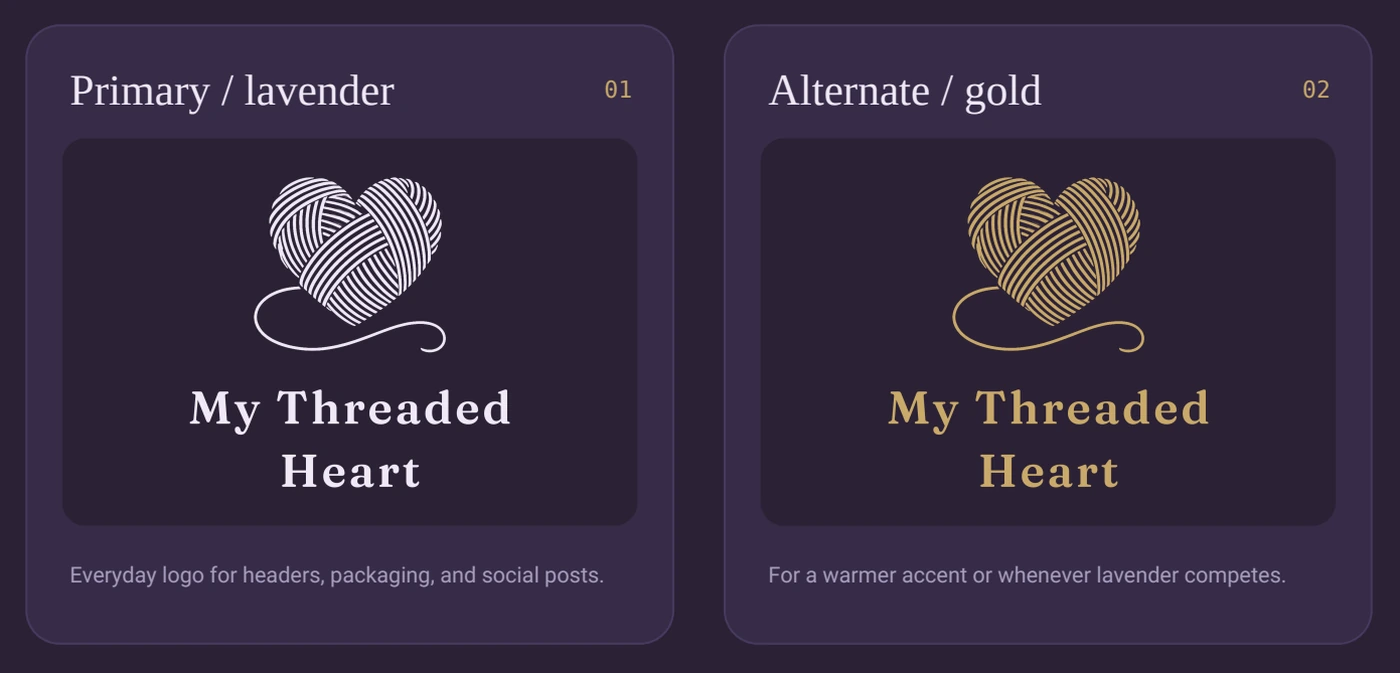 Primary / lavender
01
My Threaded
Heart
Everyday logo for headers, packaging, and social posts.
Alternate / gold
02
My Threaded
Heart
For a warmer accent or whenever lavender competes.